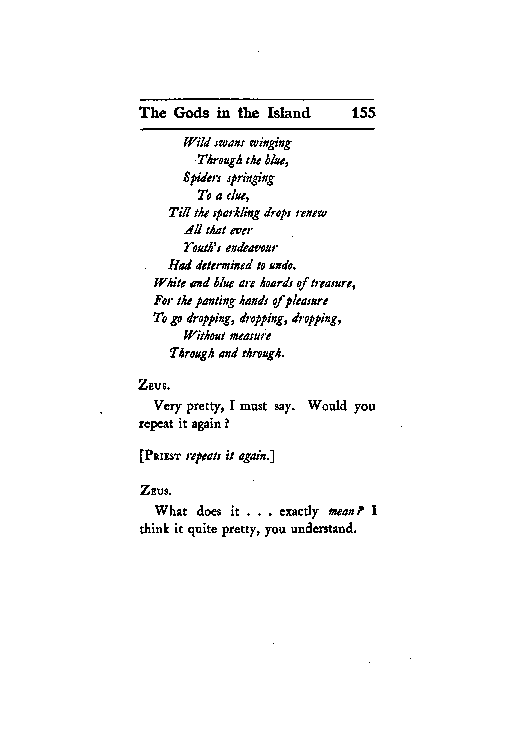 The Gods in the Island 155
Wild swans winging
Through the blue,
Spiders springing
To a clue,
Till the sparkling drops renew
All that ever
Youth's endeavour
Had determined to undo.
White and blue are hoards of treasure,
For the panting hands of pleasure
To go dropping, dropping, dropping,
Without measure
Through and through.
ZEUS.
Very pretty, I must say. Would you
repeat it again?
[PRIEST repeats it again.]
ZEUS.
What does it . . . exactly mean? I
think it quite pretty, you understand.